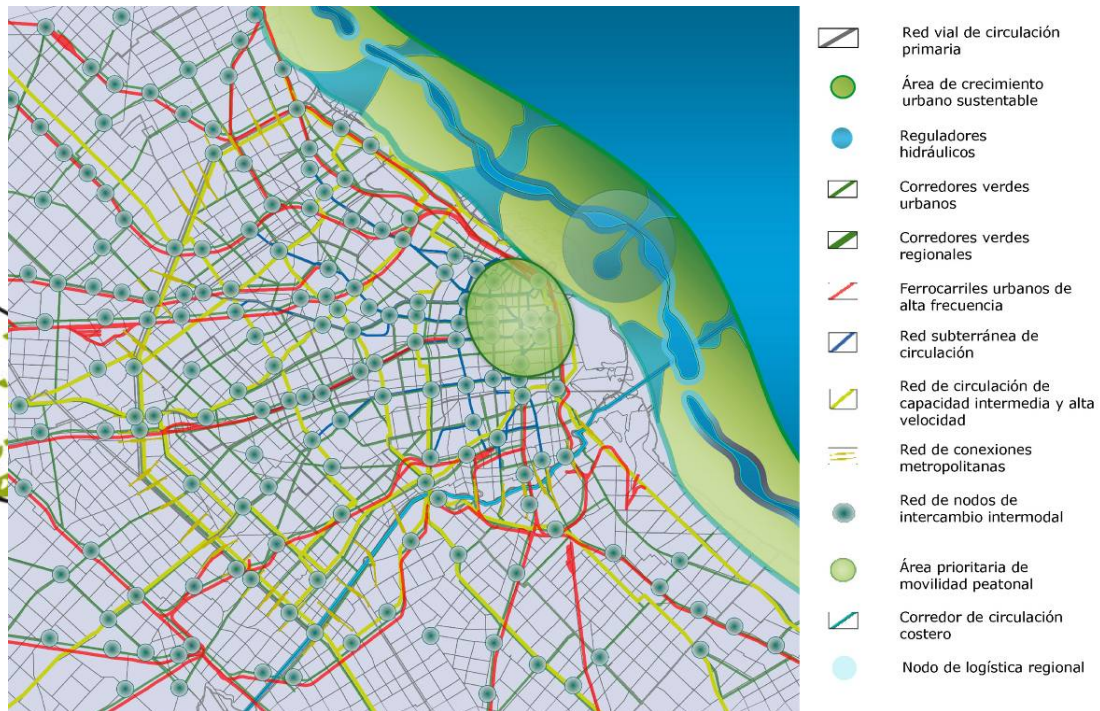 Red vial de circulación
primaria
Área de crecimiento
urbano sustentable
Reguladores
hidráulicos
Corredores verdes
urbanos
Corredores verdes
regionales
Ferrocarriles urbanos de
alta frecuencia
Red subterránea de
circulación
Red de circulación de
capacidad intermedia y alta
velocidad
Red de conexiones
metropolitanas
Red de nodos de
intercambio intermodal
Área prioritaria de
movilidad peatonal
Corredor de circulación
costero
Nodo de logística regional